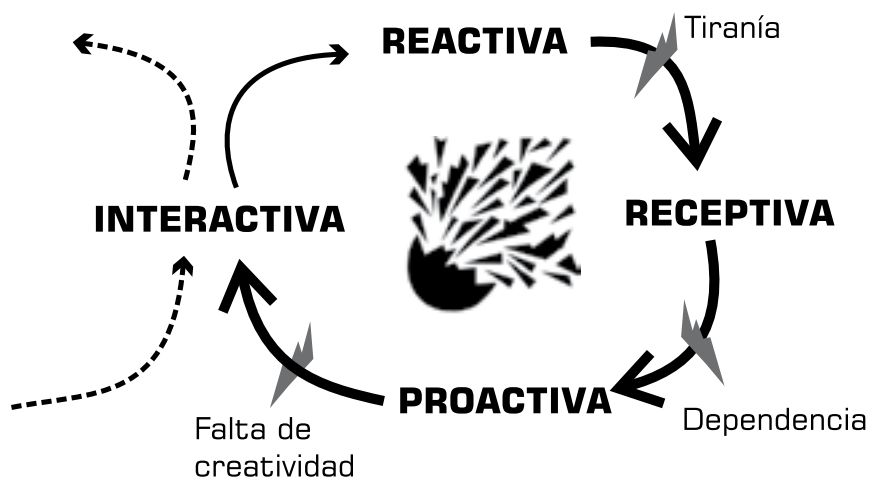 Tiranía
REACTIVA
RECEPTIVA
INTERACTIVA
PROACTIVA
Dependencia
Falta de
creatividad